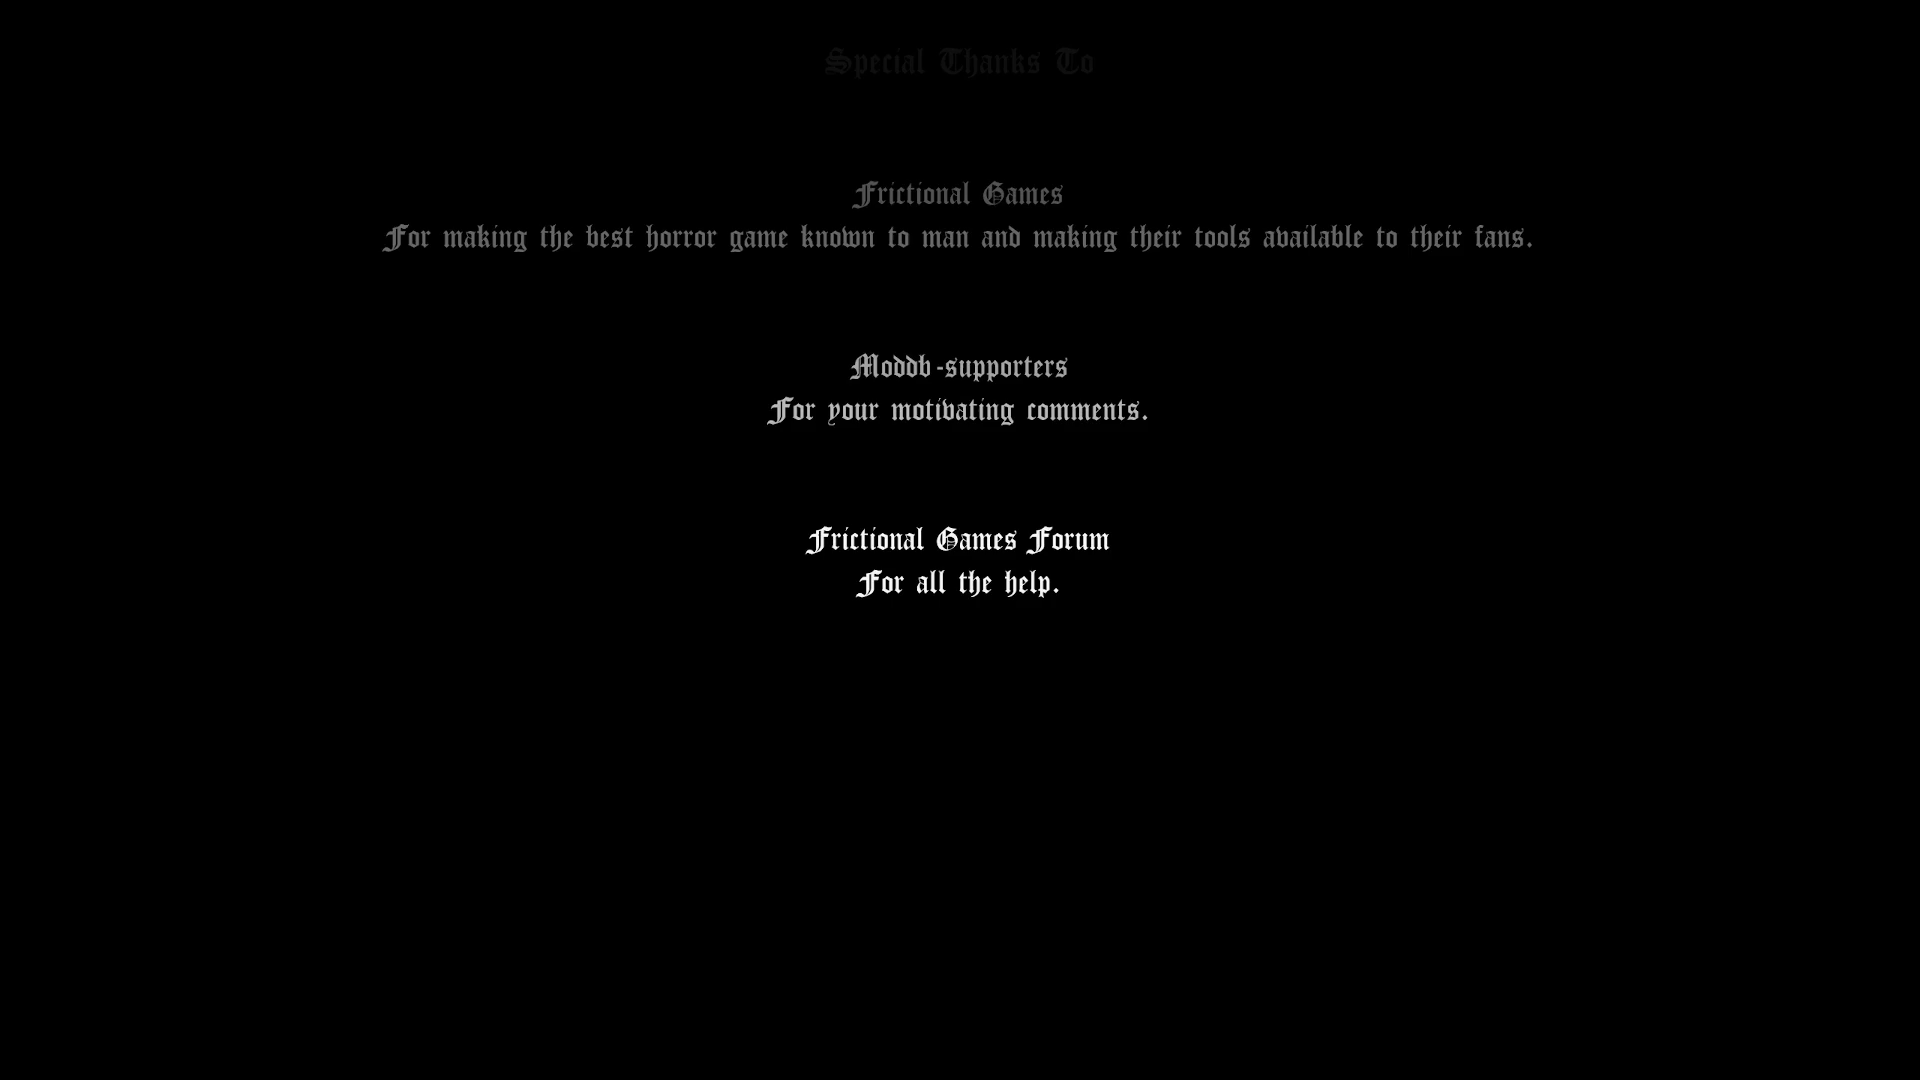 Special Thanks To
Frictional Games
For making the best horror game known to man and making their tools available to their fans.
Moddb-supporters
For your motivating comments.
Frictional Games Forum
For all the help.